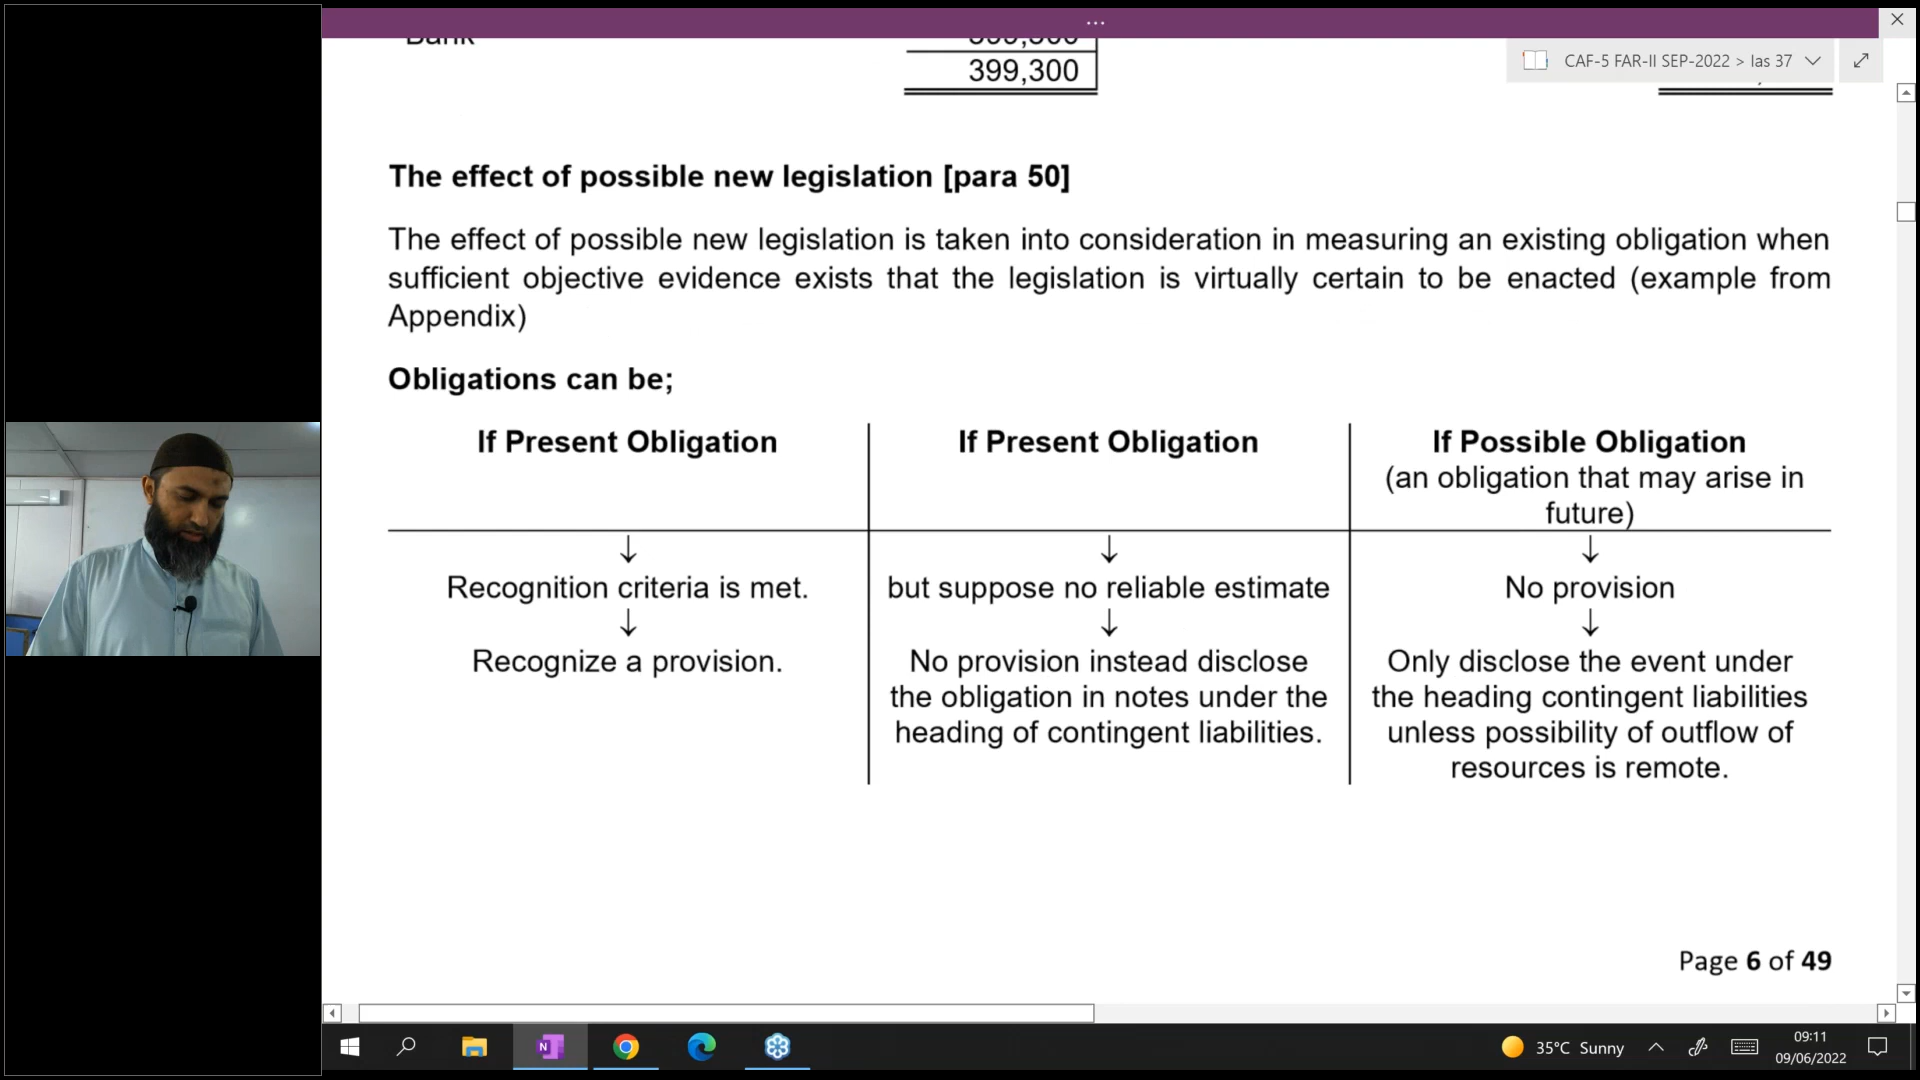 ...
CAF-5 FAR-II SEP-2022 > Ias 37
Bank
399,300
The effect of possible new legislation [para 50]
The effect of possible new legislation is taken into consideration in measuring an existing obligation when
sufficient objective evidence exists that the legislation is virtually certain to be enacted (example from
Appendix)
Obligations can be;
If Present Obligation
Recognition criteria is met.
Recognize a provision.
If Present Obligation
but suppose no reliable estimate
No provision instead disclose
the obligation in notes under the
heading of contingent liabilities.
If Possible Obligation
(an obligation that may arise in
future)
No provision
Only disclose the event under
the heading contingent liabilities
unless possibility of outflow of
resources is remote.
Page 6 of 49
35°C Sunny
09:11
09/06/2022